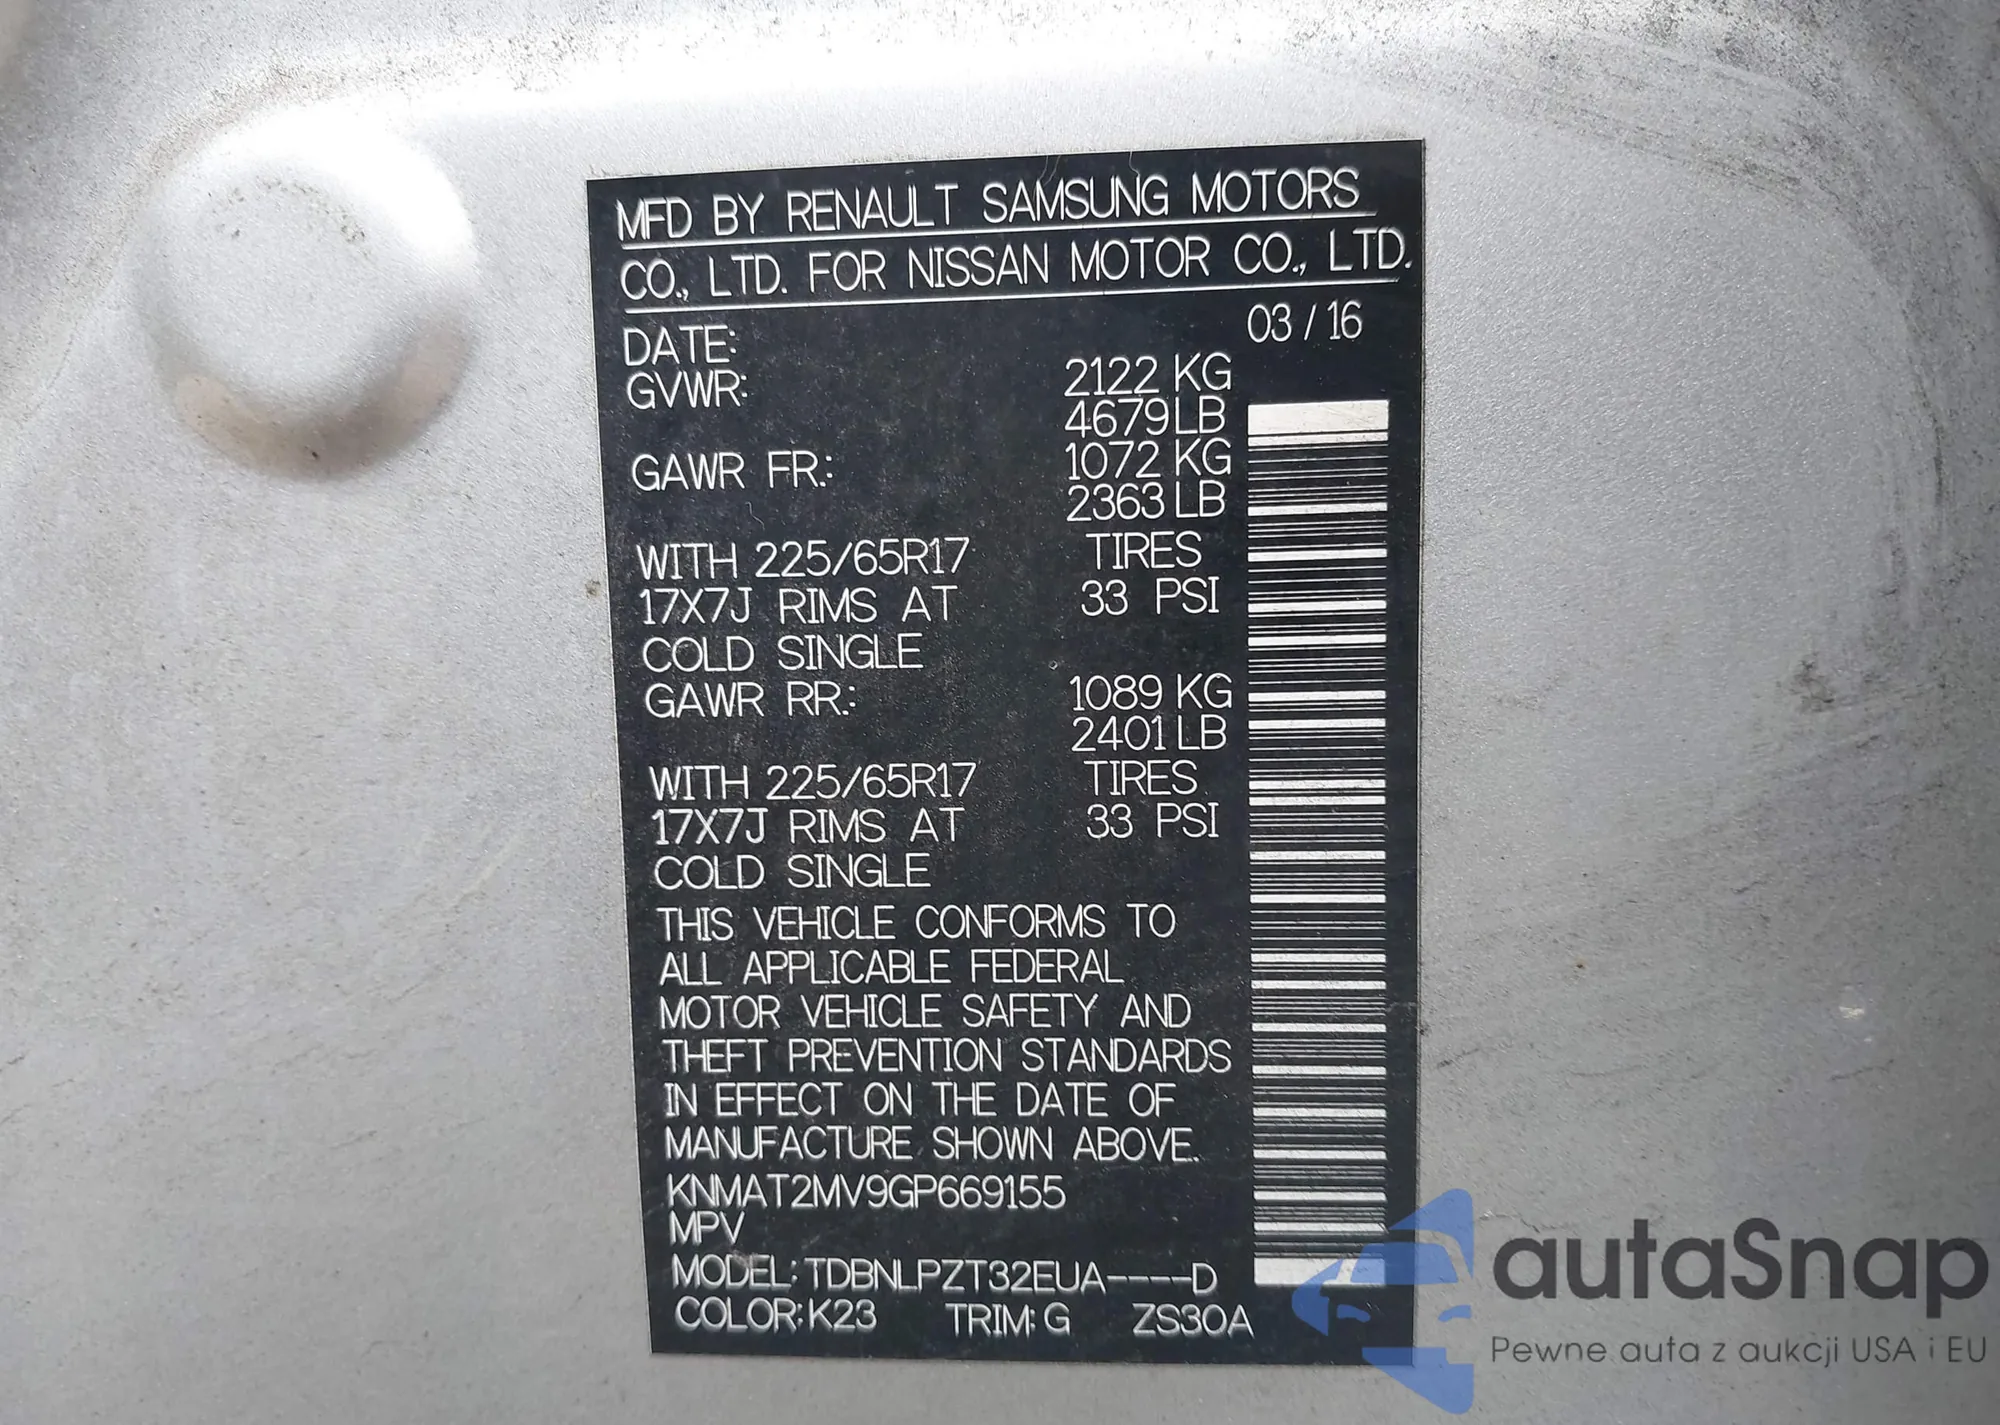 MFD BY RENAULT SAMSUNG MOTORS
CO., LTD. FOR NISSAN MOTOR CO., LTD.
DATE: 03 / 16
GVWR: 2122 KG
4679 LB
GAWR FR.: 1072 KG
2363 LB
WITH 225/65R17 TIRES
17X7J RIMS AT 33 PSI
COLD SINGLE
GAWR RR.: 1089 KG
2401 LB
WITH 225/65R17 TIRES
17X7J RIMS AT 33 PSI
COLD SINGLE
THIS VEHICLE CONFORMS TO
ALL APPLICABLE FEDERAL
MOTOR VEHICLE SAFETY AND
THEFT PREVENTION STANDARDS
IN EFFECT ON THE DATE OF
MANUFACTURE SHOWN ABOVE.
KNMAT2MV9GP669155
MPV
MODEL: TDBNLPZT32EUA----D
COLOR: K23 TRIM: G ZS30A
autaSnap
Pewne auta z aukcji USA i EU